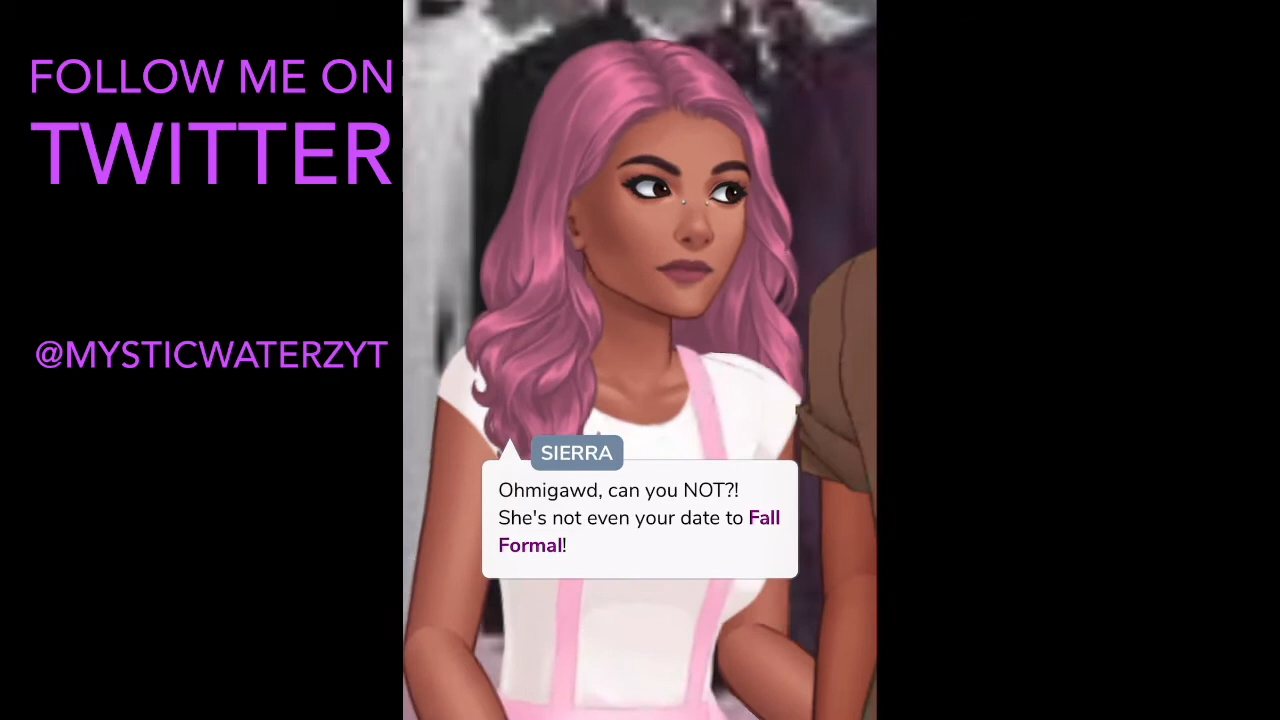 FOLLOW ME ON
TWITTER
@MYSTICWATERZYT
SIERRA
Ohmigawd, can you NOT?!
She's not even your date to Fall
Formal!